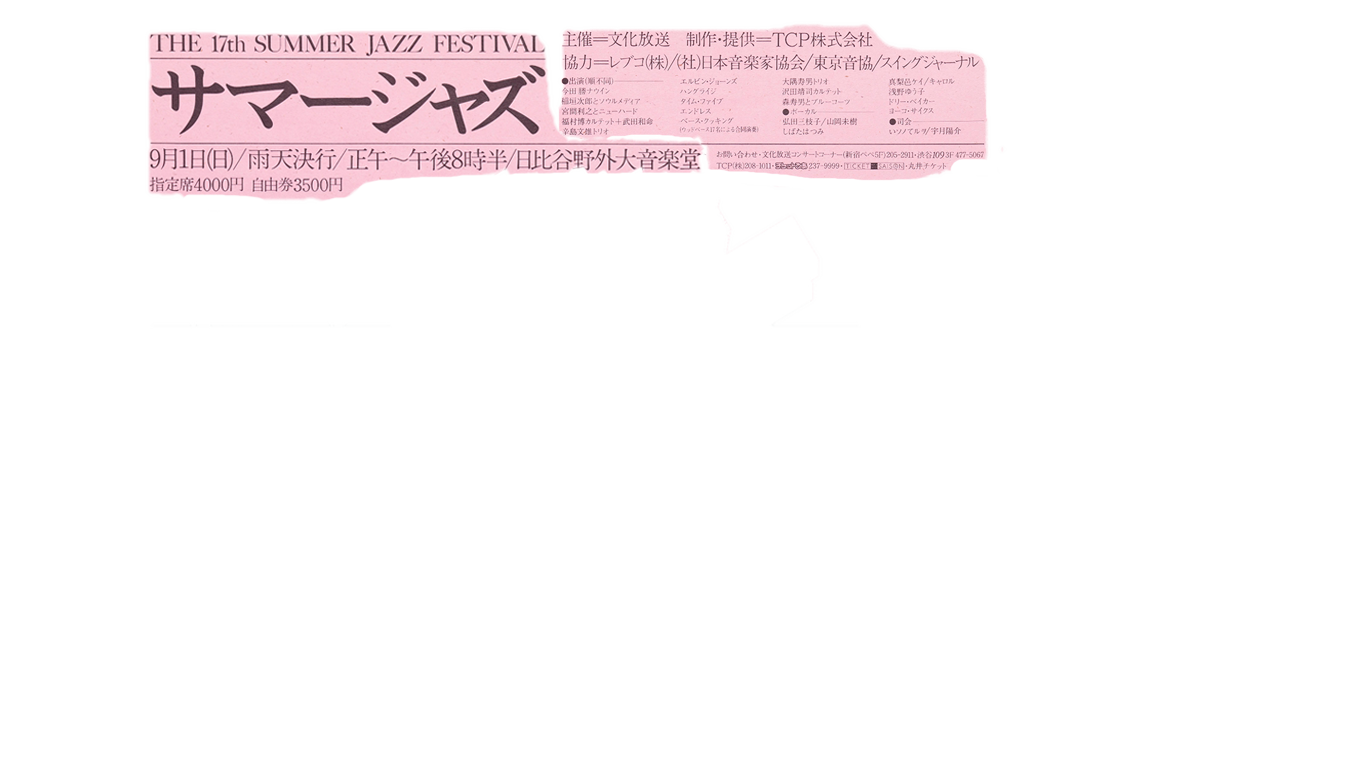 THE 17th SUMMER JAZZ FESTIVAL
サマージャズ
9月1日(日)/雨天決行/正午〜午後8時半/日比谷野外大音楽堂
指定席4000円 自由券3500円
主催=文化放送 制作・提供=TCP株式会社
協力=レブコ(株)/(社)日本音楽家協会/東京音協/スイングジャーナル
●出演(順不同)
今田勝ナウイン
稲垣次郎とソウルメディア
宮間利之とニューハード
福村博カルテット+武田和命
辛島文雄トリオ
エルビン・ジョーンズ
ハングライジ
タイム・ファイブ
エンドレス
ベース・クッキング
(ウッドベース17名による合同演奏)
大隅寿男トリオ
沢田靖司カルテット
森寿男とブルーコーツ
●ボーカル
弘田三枝子/山岡未樹
しばたはつみ
真梨邑ケイ/キャロル
浅野ゆう子
ドリー・ベイカー
ヨーコ・サイクス
●司会
いソノテルヲ/宇月陽介
お問い合わせ・文化放送コンサートコーナー(新宿ペペ5F)205-2911・渋谷109 3F 477-5067
TCP(株)208-1011・237-9999・TICKET SAISON・丸井チケット